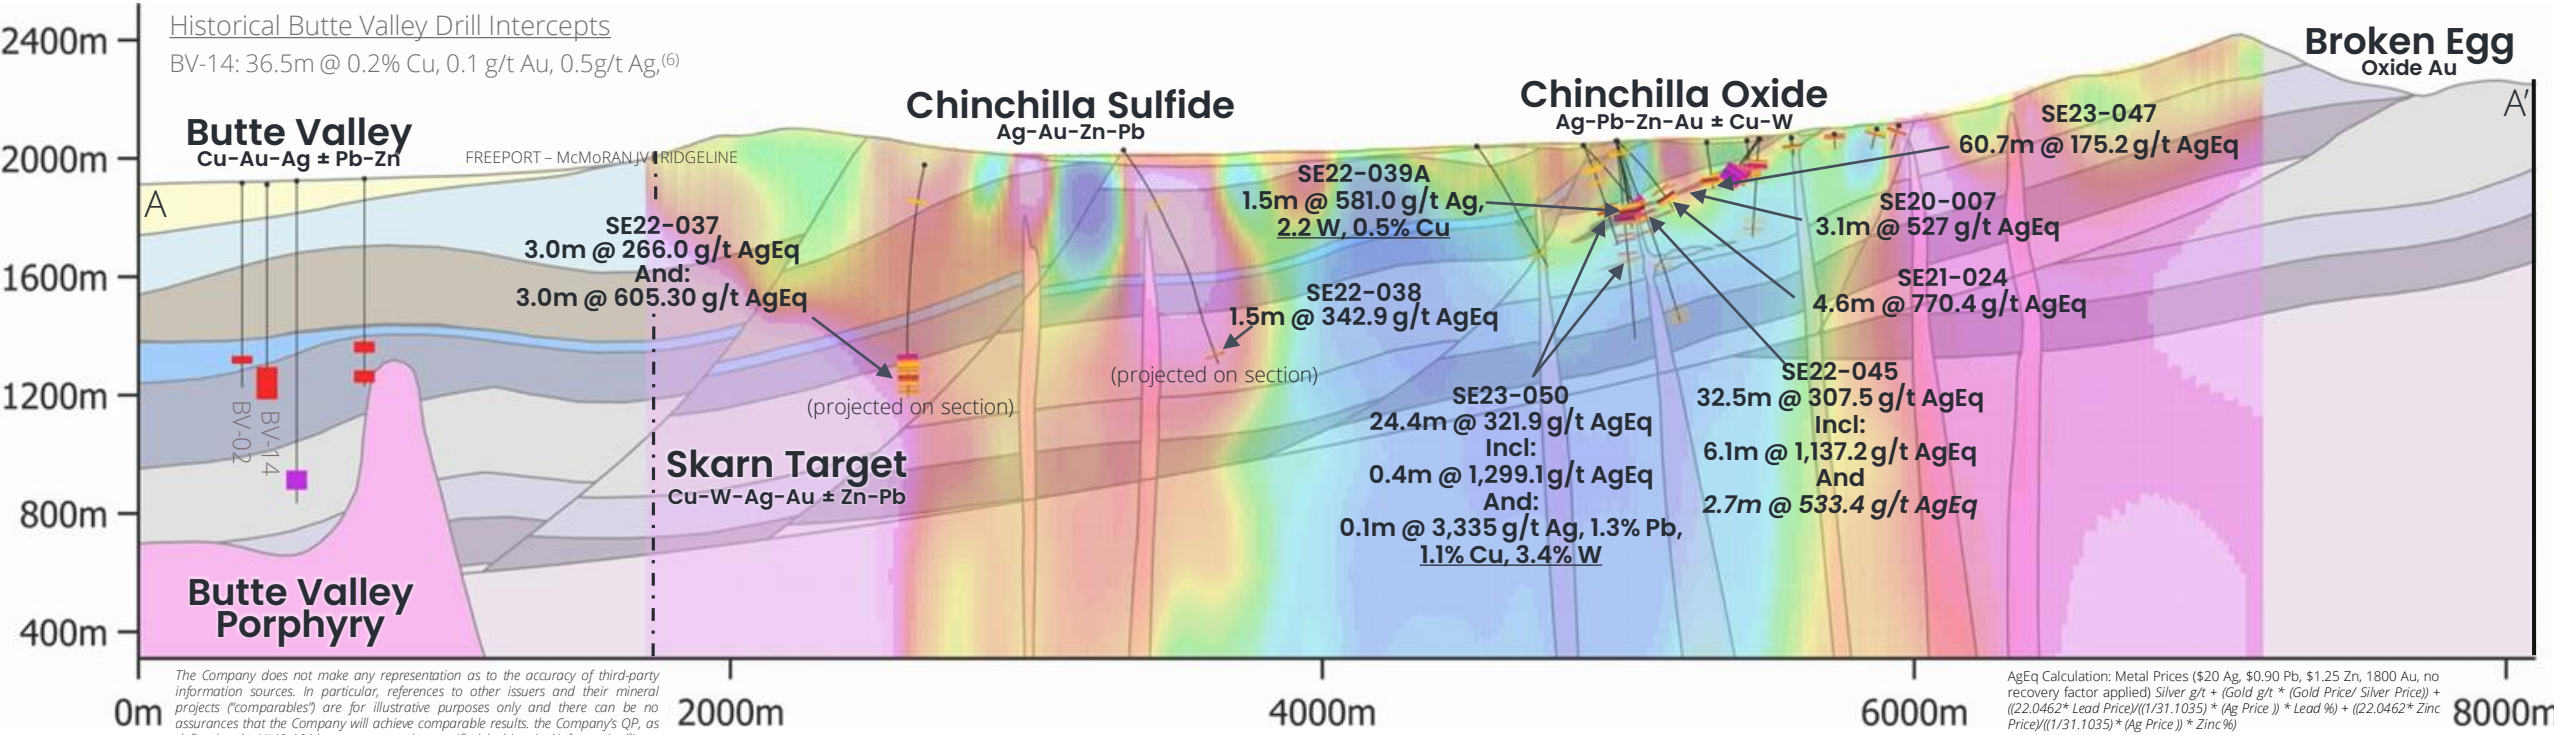 Historical Butte Valley Drill Intercepts
BV-14: 36.5m @ 0.2% Cu, 0.1 g/t Au, 0.5g/t Ag,(6)
2400m
2000m
1600m
1200m
800m
400m
A
Butte Valley
Cu-Au-Ag ± Pb-Zn
FREEPORT – McMoRAN JV RIDGELINE
BV-02
BV-14
Butte Valley
Porphyry
SE22-037
3.0m @ 266.0 g/t AgEq
And:
3.0m @ 605.30 g/t AgEq
(projected on section)
Skarn Target
Cu-W-Ag-Au ± Zn-Pb
Chinchilla Sulfide
Ag-Au-Zn-Pb
SE22-038
1.5m @ 342.9 g/t AgEq
(projected on section)
Chinchilla Oxide
Ag-Pb-Zn-Au ± Cu-W
SE22-039A
1.5m @ 581.0 g/t Ag,
2.2 W, 0.5% Cu
SE23-050
24.4m @ 321.9 g/t AgEq
Incl:
0.4m @ 1,299.1 g/t AgEq
And:
0.1m @ 3,335 g/t Ag, 1.3% Pb,
1.1% Cu, 3.4% W
SE23-047
60.7m @ 175.2 g/t AgEq
SE20-007
3.1m @ 527 g/t AgEq
SE21-024
4.6m @ 770.4 g/t AgEq
SE22-045
32.5m @ 307.5 g/t AgEq
Incl:
6.1m @ 1,137.2 g/t AgEq
And
2.7m @ 533.4 g/t AgEq
Broken Egg
Oxide Au
A'
0m
2000m
4000m
6000m
8000m
The Company does not make any representation as to the accuracy of third-party
information sources. In particular, references to other issuers and their mineral
projects ("comparables") are for illustrative purposes only and there can be no
assurances that the Company will achieve comparable results. the Company's QP, as
AgEq Calculation: Metal Prices ($20 Ag, $0.90 Pb, $1.25 Zn, 1800 Au, no
recovery factor applied) Silver g/t + (Gold g/t * (Gold Price/ Silver Price)) +
((22.0462* Lead Price)/((1/31.1035) * (Ag Price )) * Lead %) + ((22.0462* Zinc
Price)/((1/31.1035) * (Ag Price )) * Zinc %)